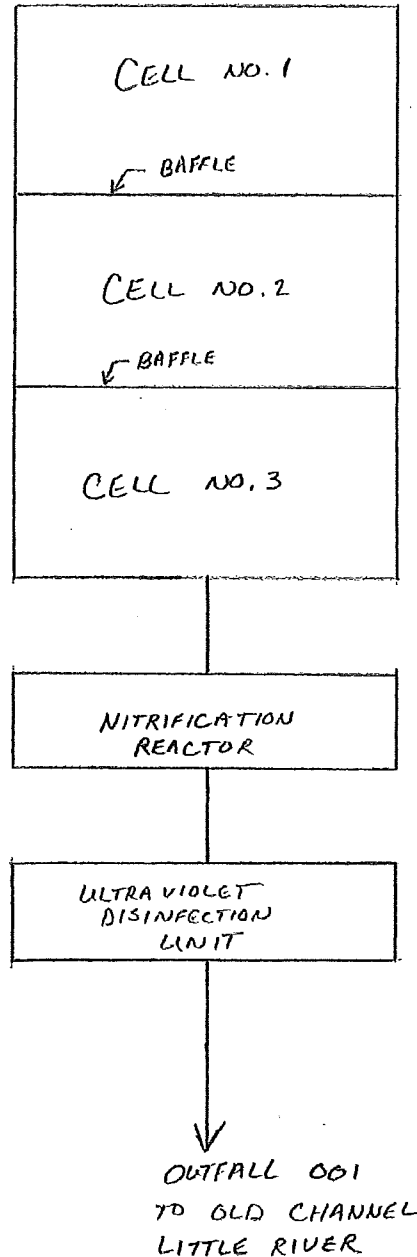 CELL NO. 1
BAFFLE
CELL NO. 2
BAFFLE
CELL NO. 3
NITRIFICATION
REACTOR
ULTRAVIOLET
DISINFECTION
UNIT
OUTFALL 001
TO OLD CHANNEL
LITTLE RIVER